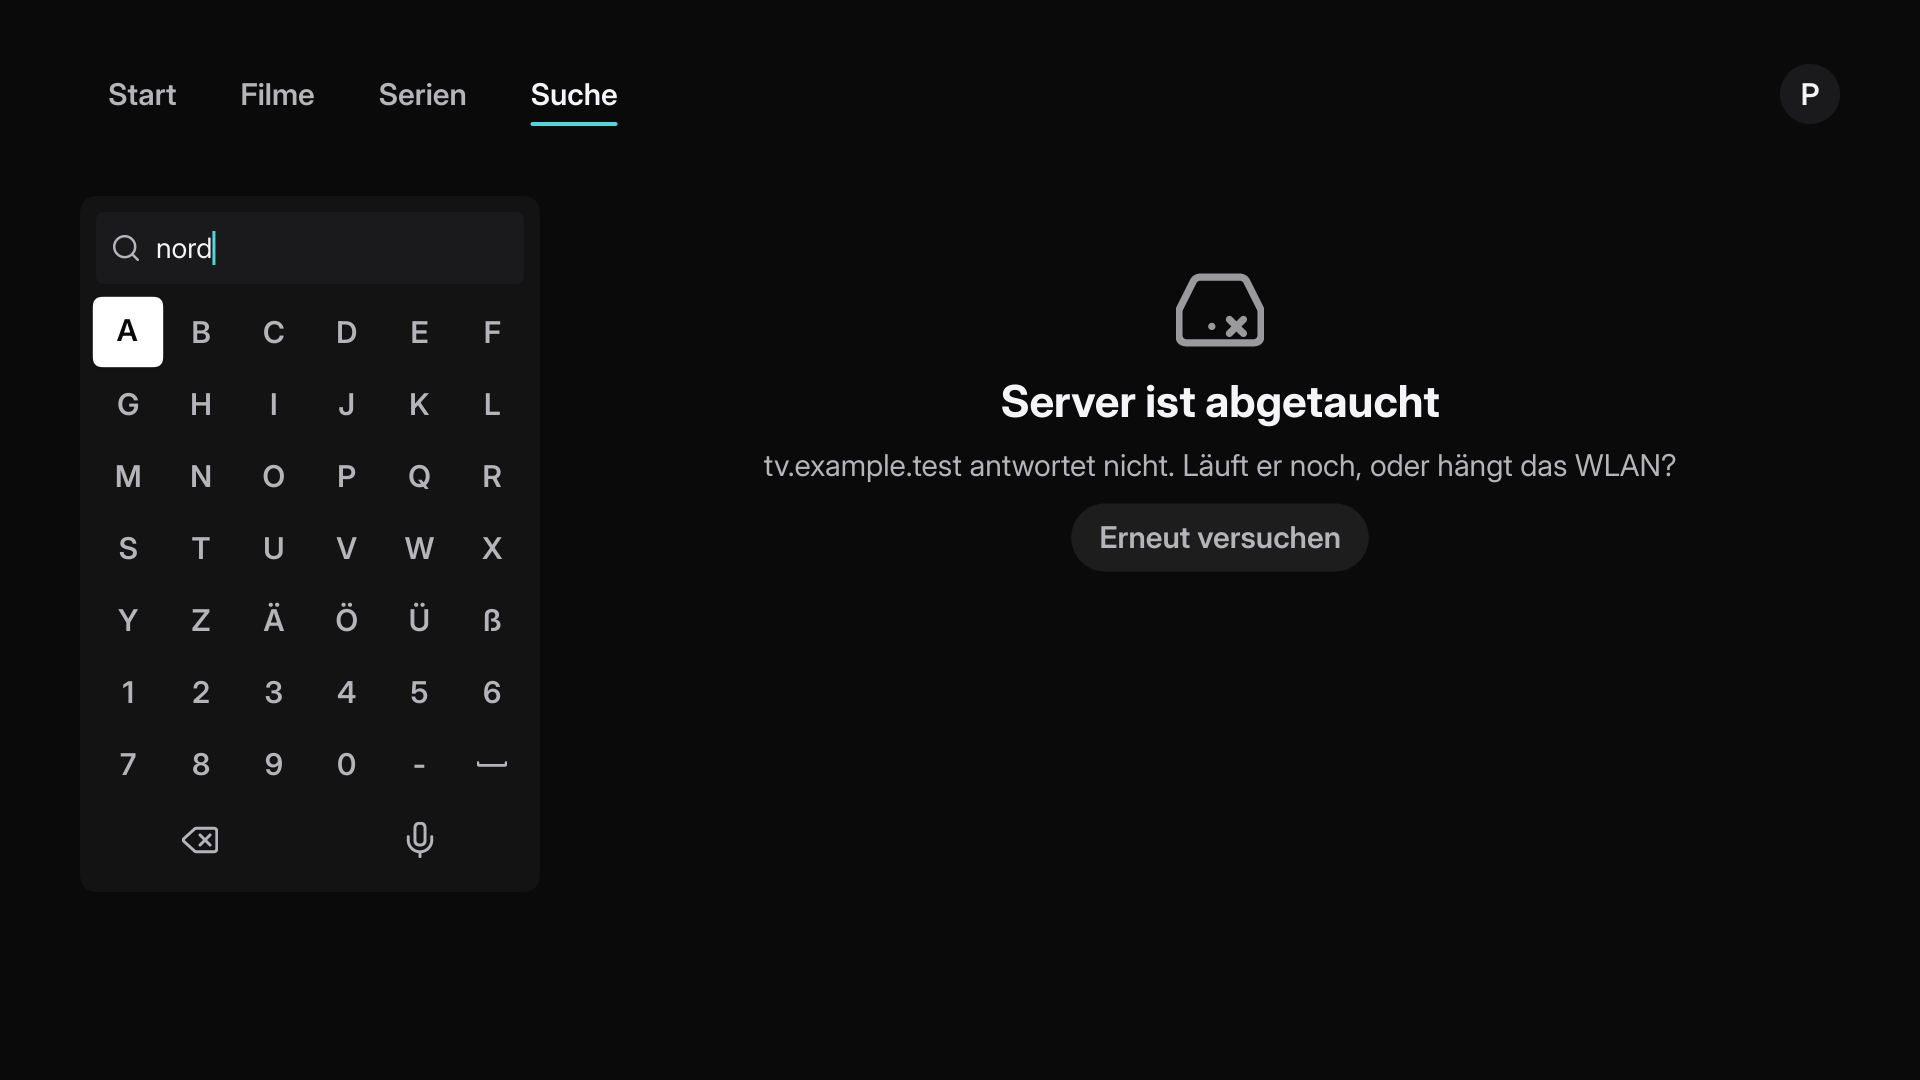 Start Filme Serien Suche P
nord
A B C D E F
G H I J K L
M N O P Q R
S T U V W X
Y Z Ä Ö Ü ß
1 2 3 4 5 6
7 8 9 0 -
Server ist abgetaucht
tv.example.test antwortet nicht. Läuft er noch, oder hängt das WLAN?
Erneut versuchen